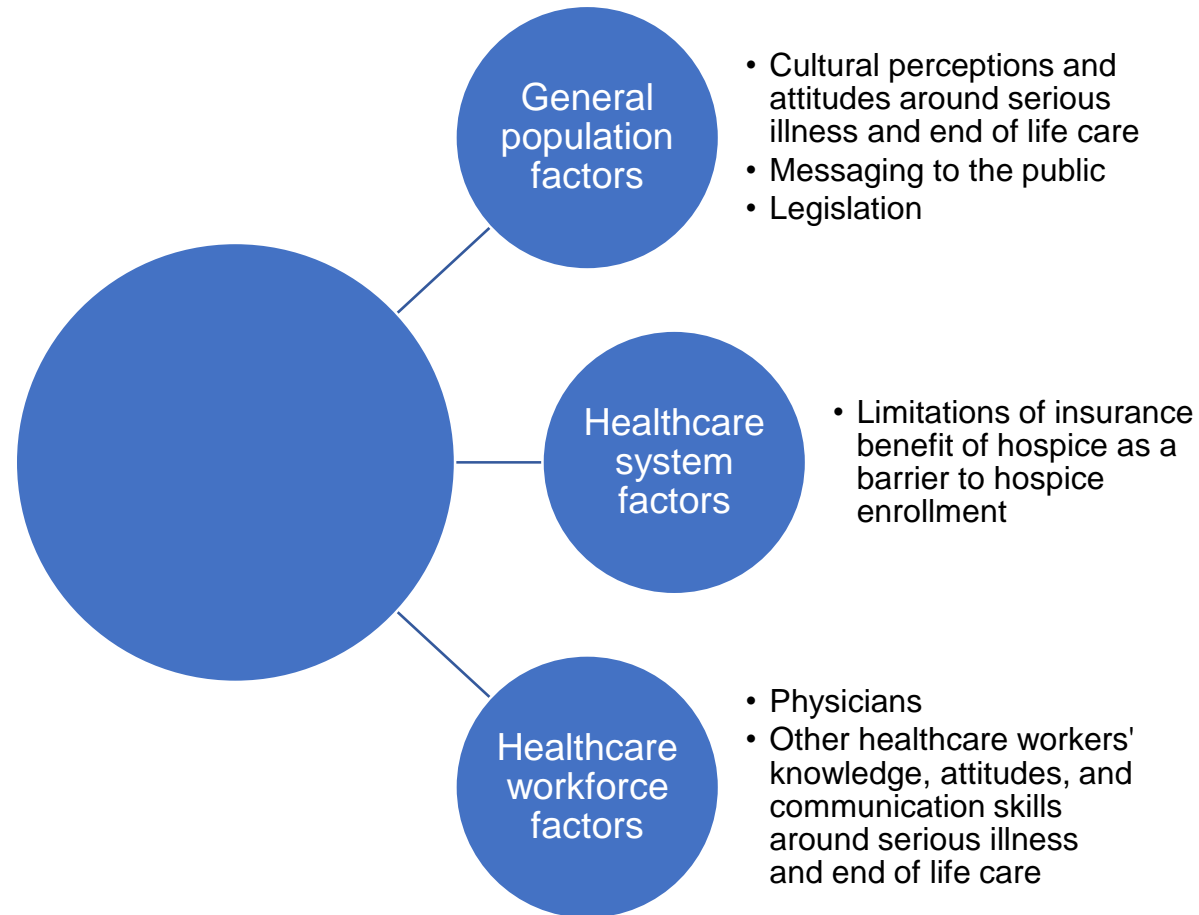 General
population
factors
• Cultural perceptions and
attitudes around serious
illness and end of life care
• Messaging to the public
• Legislation
Healthcare
system
factors
• Limitations of insurance
benefit of hospice as a
barrier to hospice
enrollment
Healthcare
workforce
factors
• Physicians
• Other healthcare workers'
knowledge, attitudes, and
communication skills
around serious illness
and end of life care